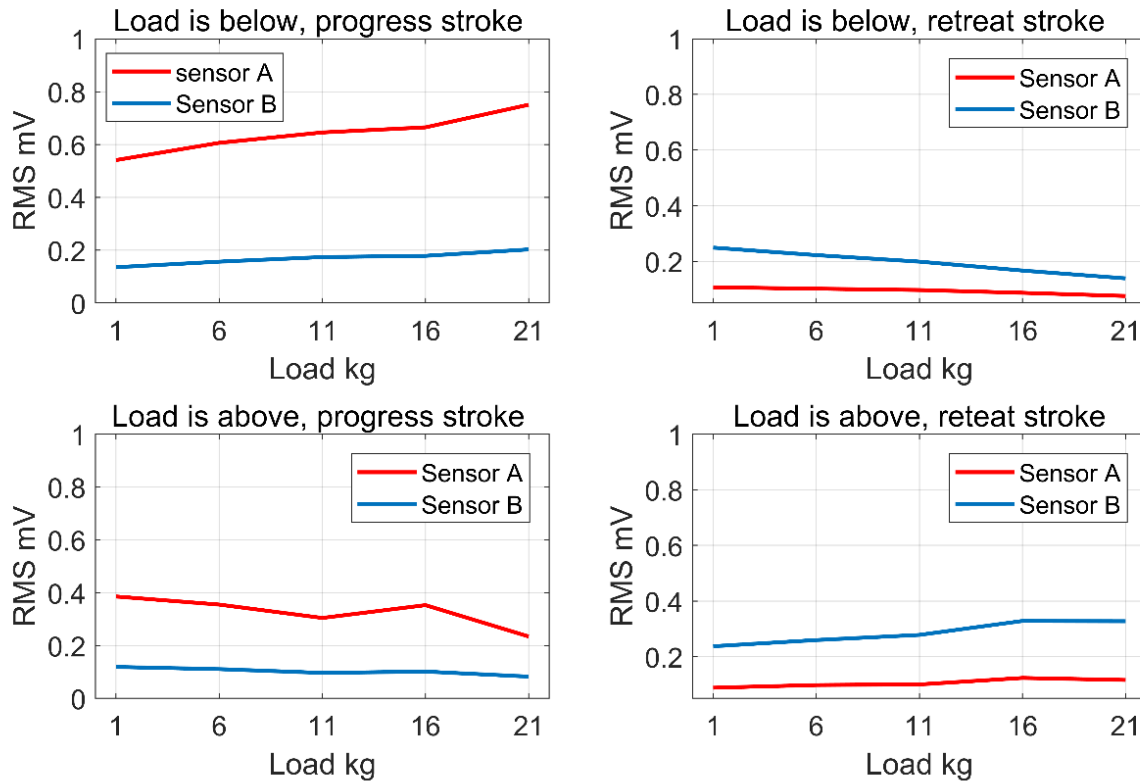 Load is below, progress stroke
1
0.8
0.6
0.4
0.2
0
RMS mV
sensor A
Sensor B
1 6 11 16 21
Load kg
Load is below, retreat stroke
1
0.8
0.6
0.4
0.2
RMS mV
Sensor A
Sensor B
1 6 11 16 21
Load kg
Load is above, progress stroke
1
0.8
0.6
0.4
0.2
0
RMS mV
Sensor A
Sensor B
1 6 11 16 21
Load kg
Load is above, reteat stroke
1
0.8
0.6
0.4
0.2
RMS mV
Sensor A
Sensor B
1 6 11 16 21
Load kg